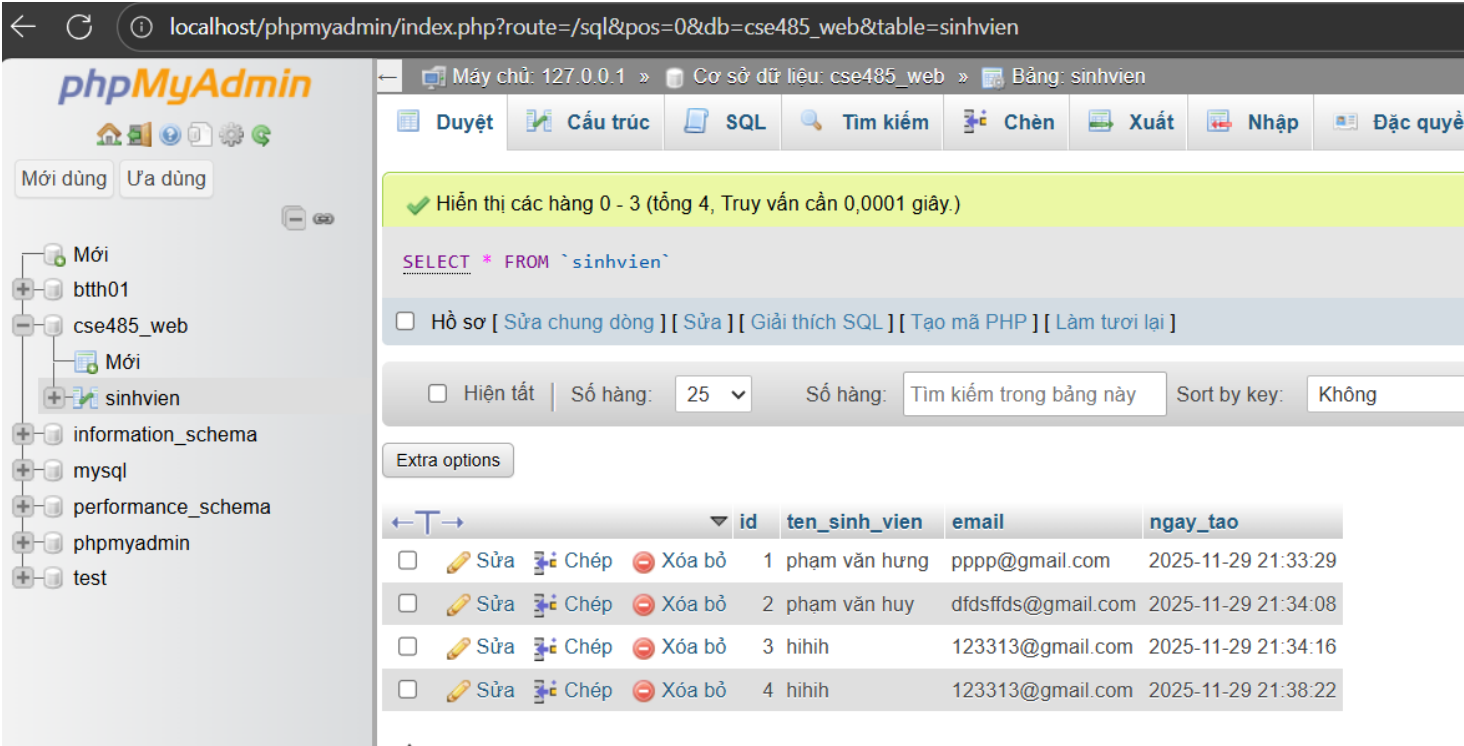 localhost/phpmyadmin/index.php?route=/sql&pos=0&db=cse485_web&table=sinhvien
phpMyAdmin
Mới dùng Ưa dùng
Mới
btth01
cse485_web
Mới
sinhvien
information_schema
mysql
performance_schema
phpmyadmin
test
Máy chủ: 127.0.0.1 » Cơ sở dữ liệu: cse485_web » Bảng: sinhvien
Duyệt Cấu trúc SQL Tìm kiếm Chèn Xuất Nhập Đặc quyề
Hiển thị các hàng 0 - 3 (tổng 4, Truy vấn cần 0,0001 giây.)
SELECT * FROM `sinhvien`
Hồ sơ [ Sửa chung dòng ] [ Sửa ] [ Giải thích SQL ] [ Tạo mã PHP ] [ Làm tươi lại ]
Hiện tất Số hàng: 25 Số hàng: Tìm kiếm trong bảng này Sort by key: Không
Extra options
←T→ id ten_sinh_vien email ngay_tao
Sửa Chép Xóa bỏ 1 phạm văn hưng pppp@gmail.com 2025-11-29 21:33:29
Sửa Chép Xóa bỏ 2 phạm văn huy dfdsffds@gmail.com 2025-11-29 21:34:08
Sửa Chép Xóa bỏ 3 hihih 123313@gmail.com 2025-11-29 21:34:16
Sửa Chép Xóa bỏ 4 hihih 123313@gmail.com 2025-11-29 21:38:22